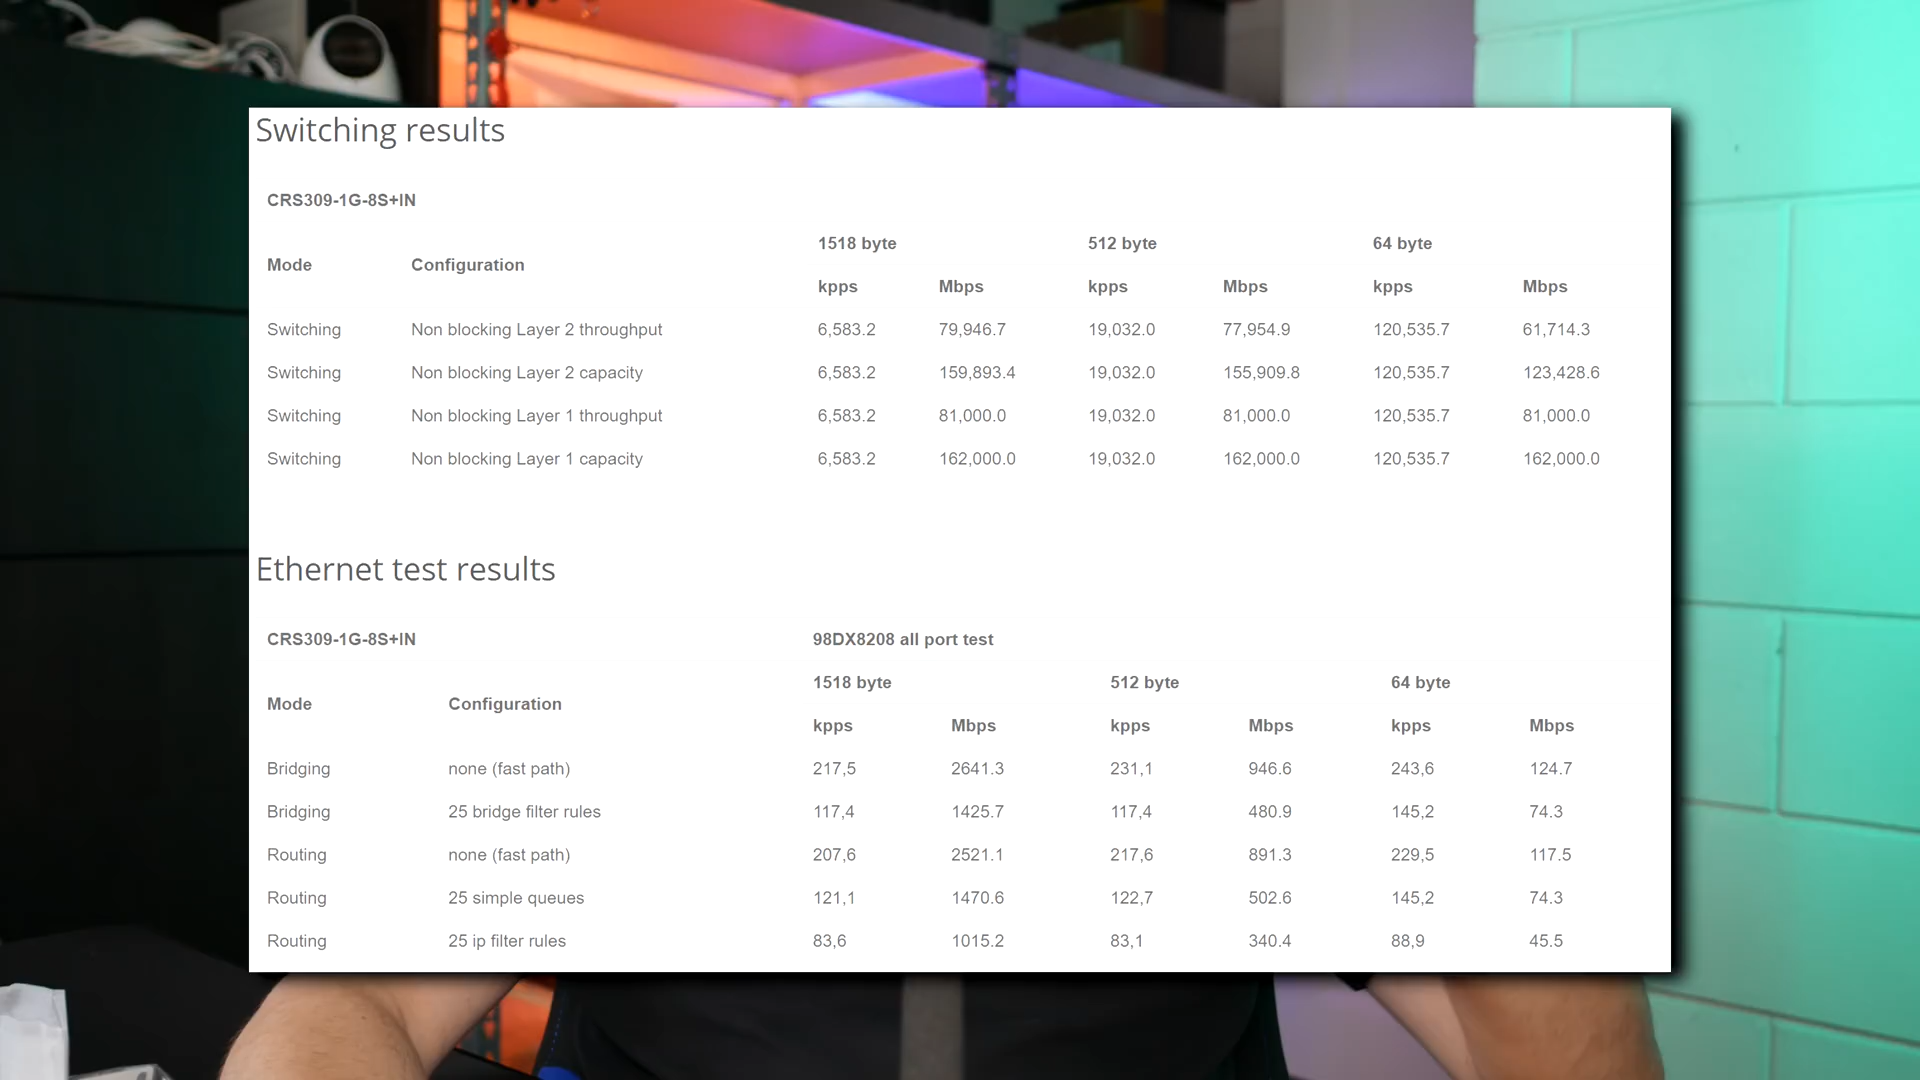 Switching results
CRS309-1G-8S+IN
Mode Configuration 1518 byte 512 byte 64 byte
kpps Mbps kpps Mbps kpps Mbps
Switching Non blocking Layer 2 throughput 6,583.2 79,946.7 19,032.0 77,954.9 120,535.7 61,714.3
Switching Non blocking Layer 2 capacity 6,583.2 159,893.4 19,032.0 155,909.8 120,535.7 123,428.6
Switching Non blocking Layer 1 throughput 6,583.2 81,000.0 19,032.0 81,000.0 120,535.7 81,000.0
Switching Non blocking Layer 1 capacity 6,583.2 162,000.0 19,032.0 162,000.0 120,535.7 162,000.0
Ethernet test results
CRS309-1G-8S+IN 98DX8208 all port test
Mode Configuration 1518 byte 512 byte 64 byte
kpps Mbps kpps Mbps kpps Mbps
Bridging none (fast path) 217,5 2641.3 231,1 946.6 243,6 124.7
Bridging 25 bridge filter rules 117,4 1425.7 117,4 480.9 145,2 74.3
Routing none (fast path) 207,6 2521.1 217,6 891.3 229,5 117.5
Routing 25 simple queues 121,1 1470.6 122,7 502.6 145,2 74.3
Routing 25 ip filter rules 83,6 1015.2 83,1 340.4 88,9 45.5